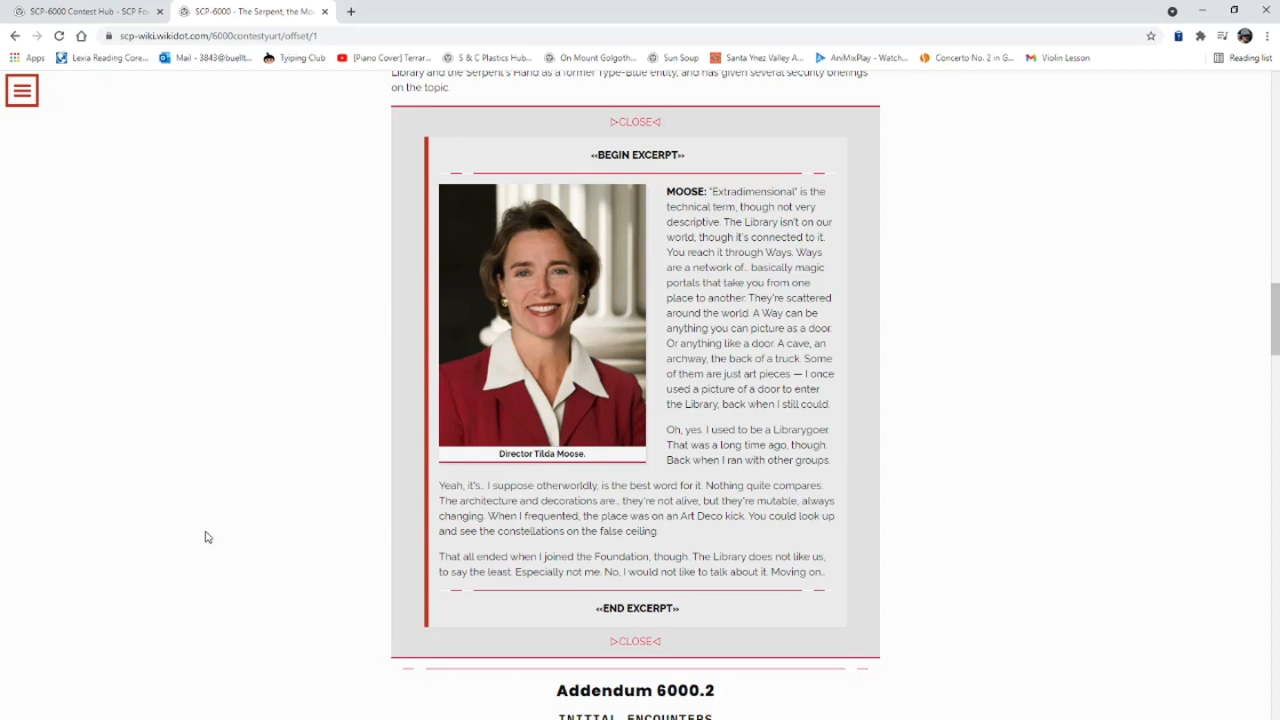 SCP-6000 Contest Hub - SCP Fo
SCP-6000 - The Serpent, the Mo
scp-wiki.wikidot.com/6000contestyurt/offset/1
Apps
Lexia Reading Core...
Mail - 3843@buellt...
Tyiping Club
[Piano Cover] Terrar...
S & C Plastics Hub...
On Mount Golgoth...
Sun Soup
Santa Ynez Valley A...
AniMixPlay - Watch...
Concerto No. 2 in G...
Violin Lesson
Reading list
Library and the Serpent's Hand as a former Type-Blue entity, and has given several security briefings
on the topic.
▷CLOSE◁
«BEGIN EXCERPT»
MOOSE: "Extradimensional" is the
technical term, though not very
descriptive. The Library isn't on our
world, though it's connected to it.
You reach it through Ways. Ways
are a network of… basically magic
portals that take you from one
place to another. They're scattered
around the world. A Way can be
anything you can picture as a door.
Or anything like a door. A cave, an
archway, the back of a truck. Some
of them are just art pieces — I once
used a picture of a door to enter
the Library, back when I still could.
Oh, yes. I used to be a Librarygoer.
That was a long time ago, though.
Back when I ran with other groups.
Director Tilda Moose.
Yeah, it's… I suppose otherworldly, is the best word for it. Nothing quite compares.
The architecture and decorations are… they're not alive, but they're mutable, always
changing. When I frequented, the place was on an Art Deco kick. You could look up
and see the constellations on the false ceiling.
That all ended when I joined the Foundation, though. The Library does not like us,
to say the least. Especially not me. No, I would not like to talk about it. Moving on…
«END EXCERPT»
▷CLOSE◁
Addendum 6000.2
INITIAL ENCOUNTERS